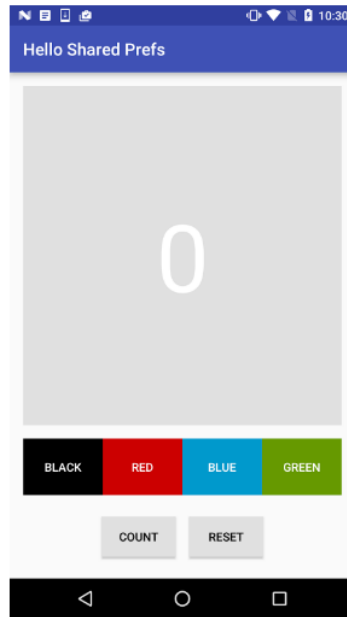 10:30
Hello Shared Prefs
0
BLACK RED BLUE GREEN
COUNT RESET